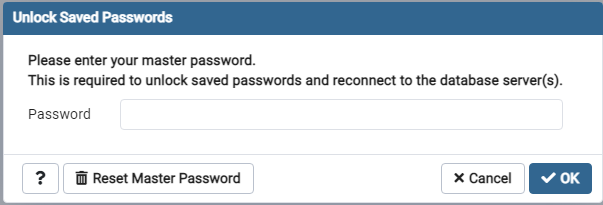 Unlock Saved Passwords
Please enter your master password.
This is required to unlock saved passwords and reconnect to the database server(s).
Password
? Reset Master Password Cancel OK